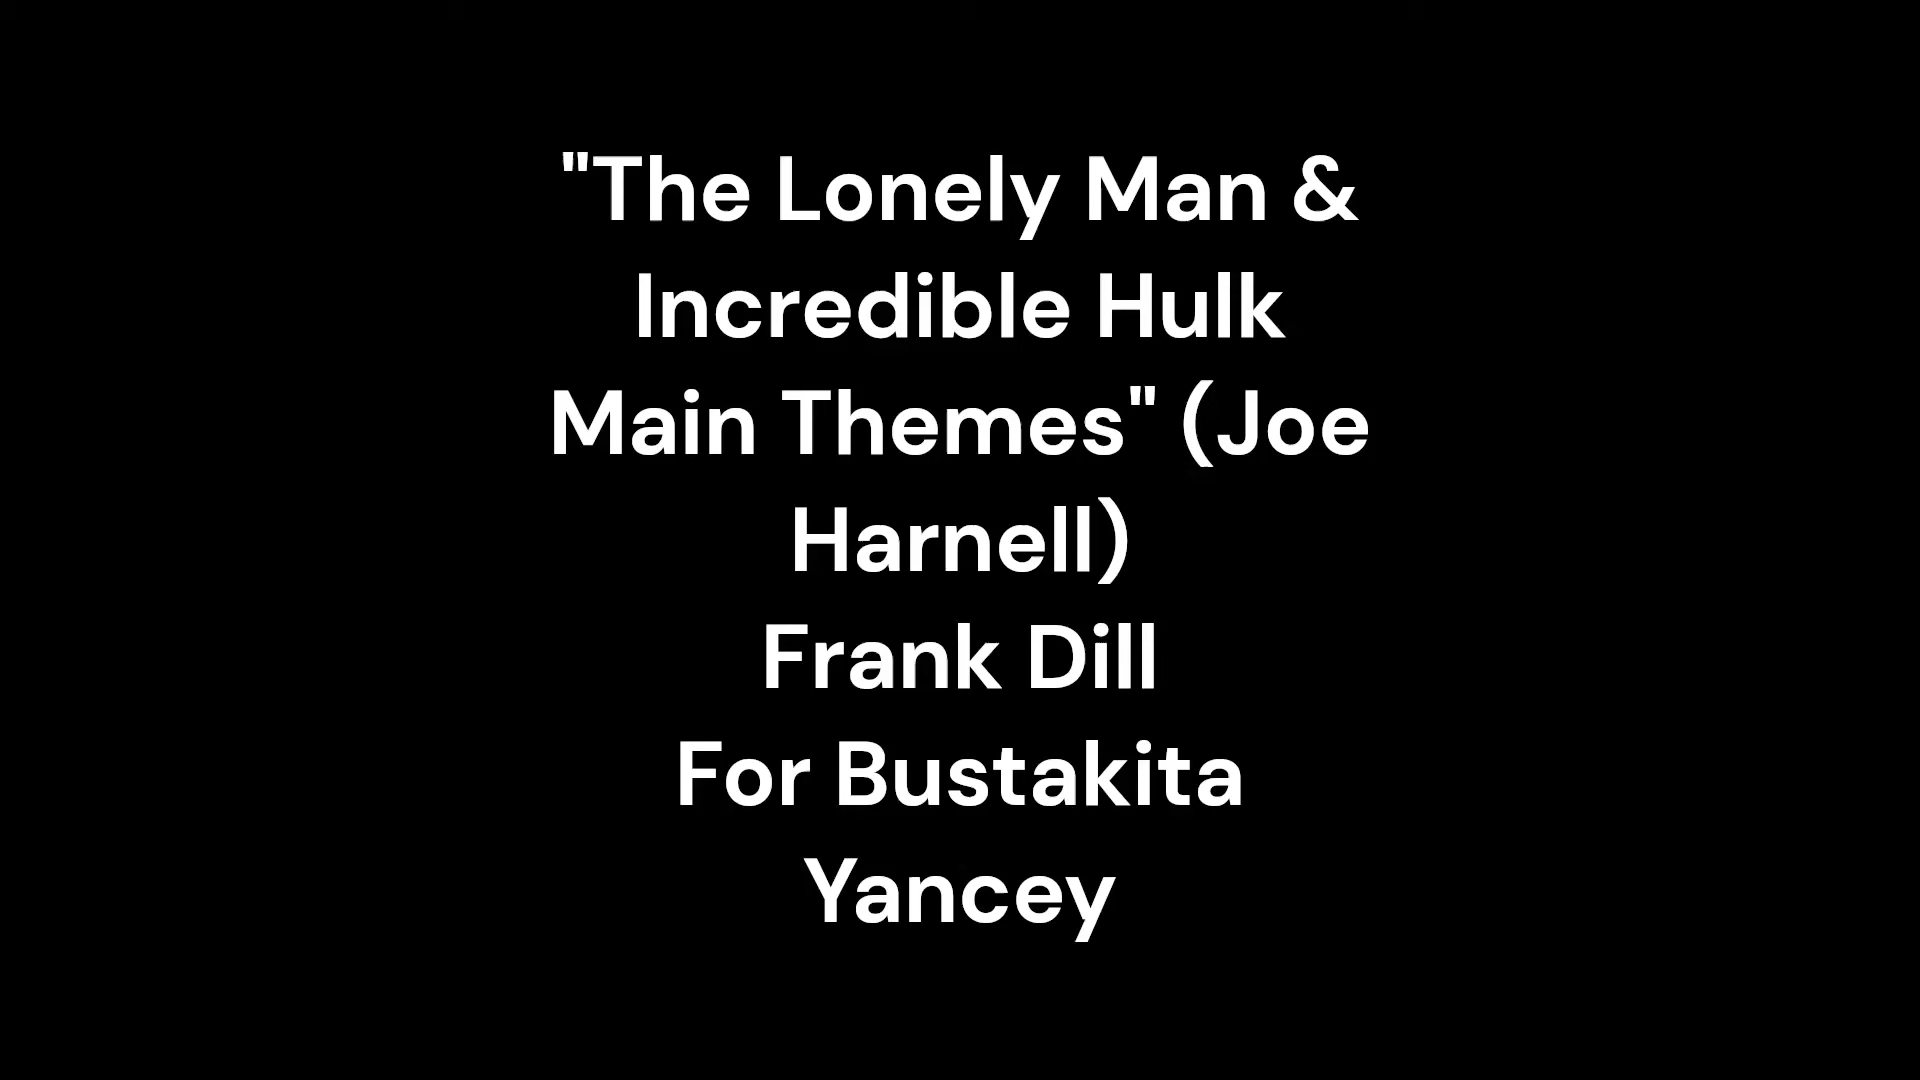 "The Lonely Man &
Incredible Hulk
Main Themes" (Joe
Harnell)
Frank Dill
For Bustakita
Yancey